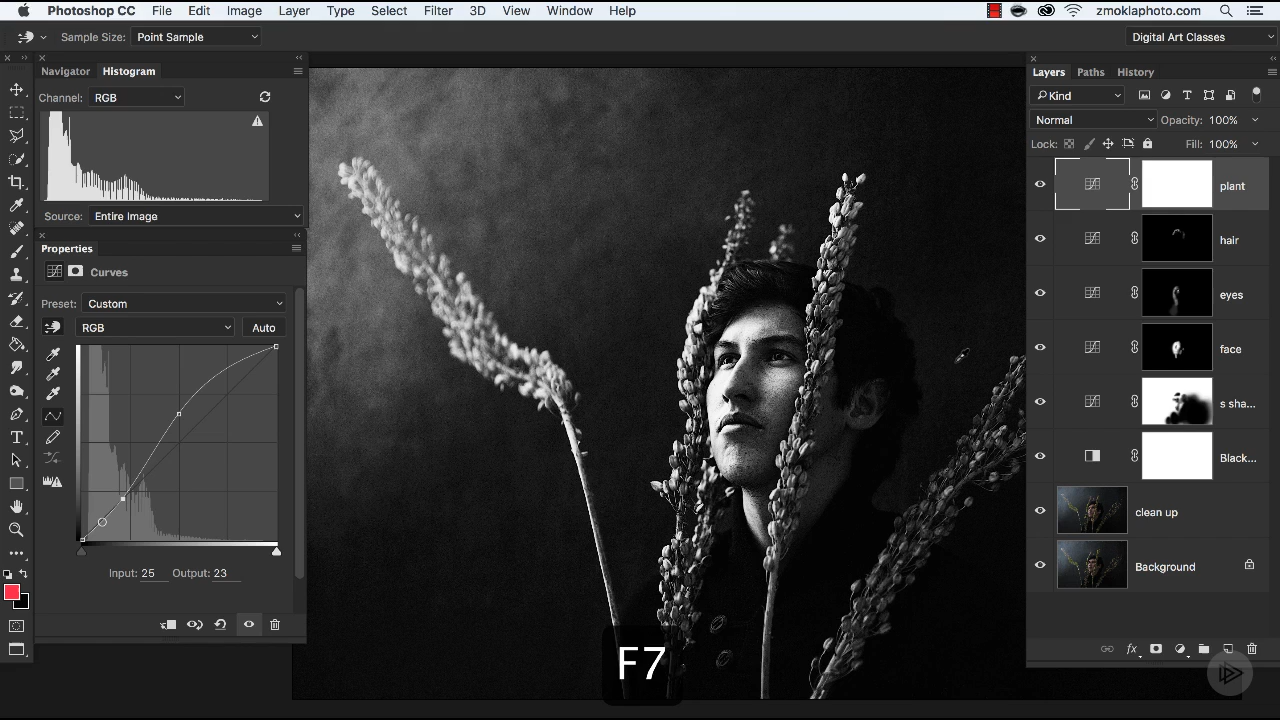 Photoshop CC File Edit Image Layer Type Select Filter 3D View Window Help zmoklaphoto.com
Sample Size: Point Sample Digital Art Classes
Navigator Histogram
Channel: RGB
Source: Entire Image
Properties
Curves
Preset: Custom
RGB Auto
Input: 25 Output: 23
F7
Layers Paths History
Kind
Normal Opacity: 100%
Lock: Fill: 100%
plant
hair
eyes
face
s sha...
Black...
clean up
Background
fx